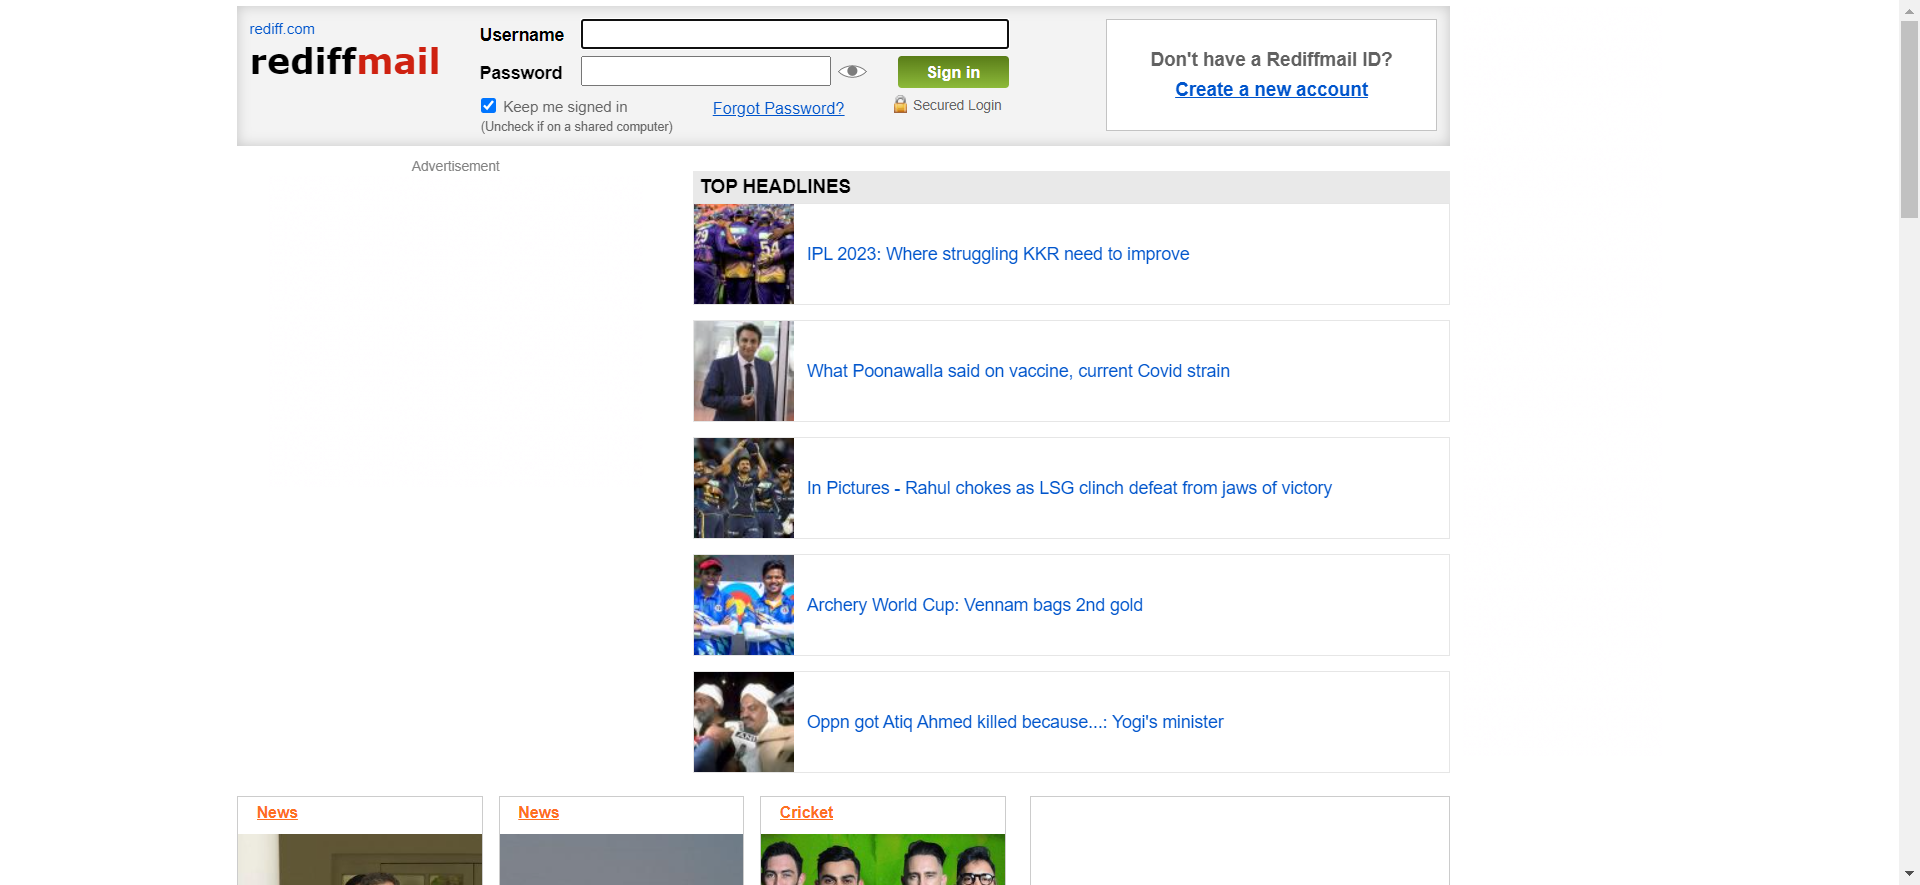 rediff.com
rediffmail
Username
Password
Sign in
Keep me signed in
(Uncheck if on a shared computer)
Forgot Password?
Secured Login
Don't have a Rediffmail ID?
Create a new account
Advertisement
TOP HEADLINES
29
54
IPL 2023: Where struggling KKR need to improve
What Poonawalla said on vaccine, current Covid strain
In Pictures - Rahul chokes as LSG clinch defeat from jaws of victory
Archery World Cup: Vennam bags 2nd gold
ANI
Oppn got Atiq Ahmed killed because...: Yogi's minister
News
News
Cricket